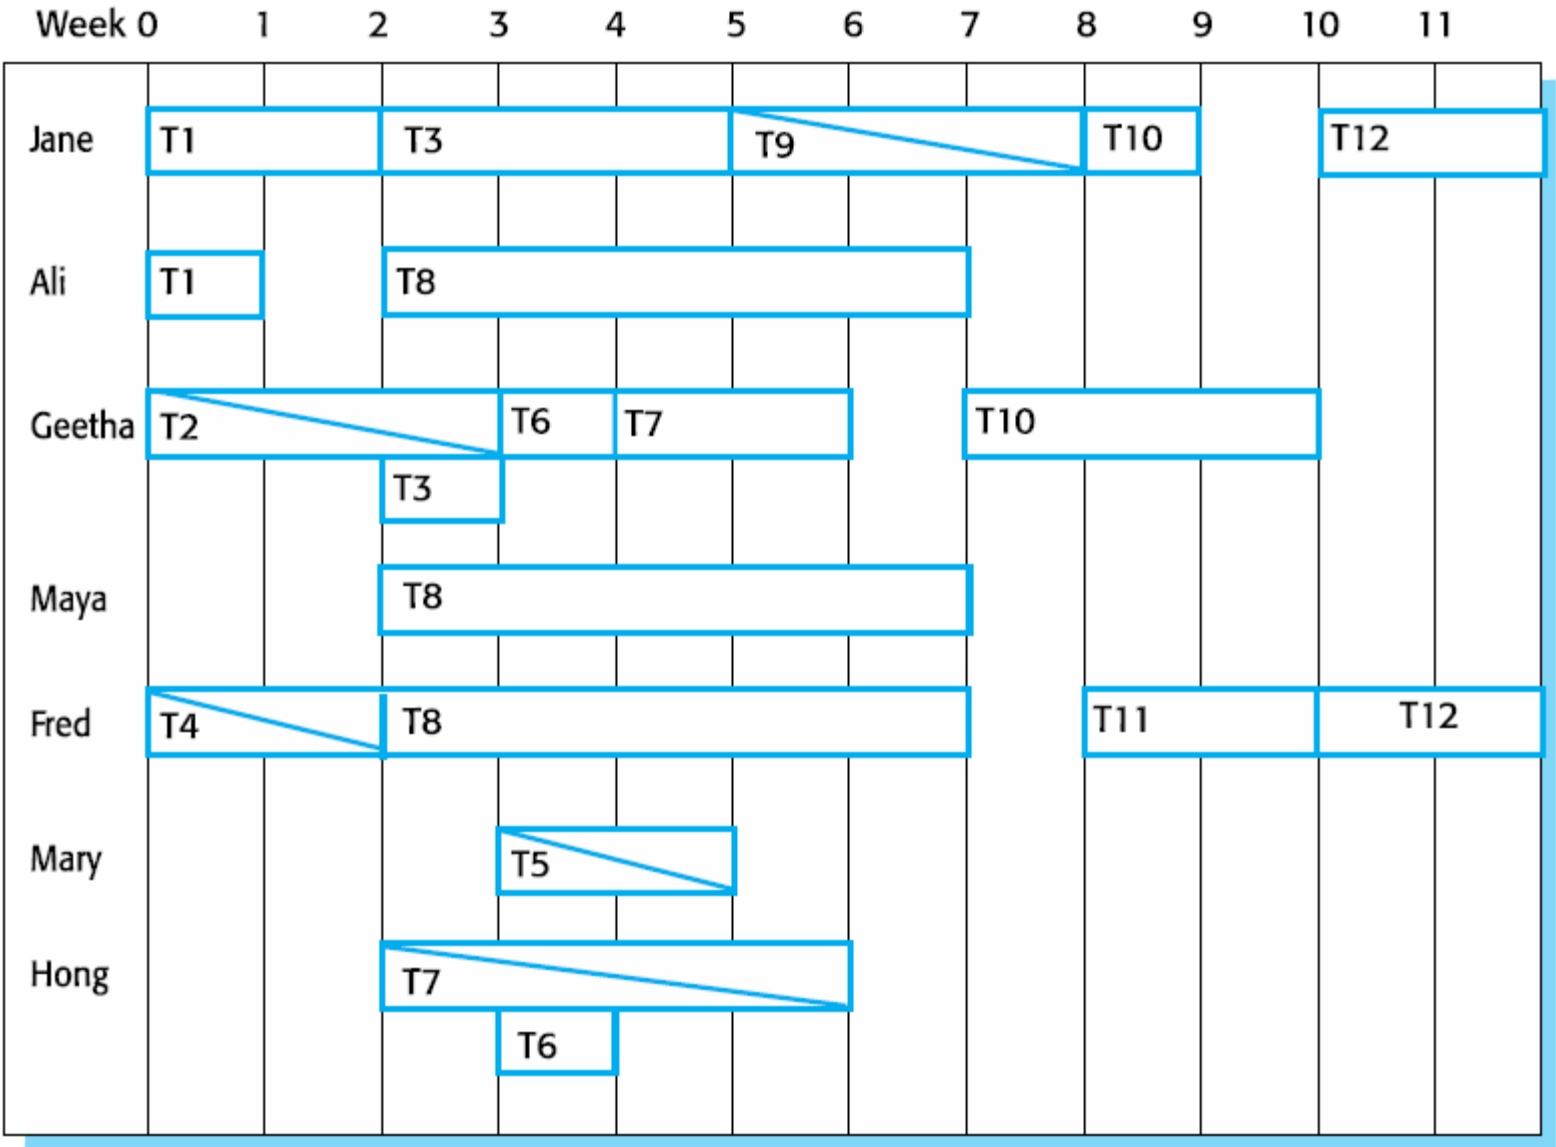 Week 0 1 2 3 4 5 6 7 8 9 10 11
Jane T1 T3 T9 T10 T12
Ali T1 T8
Geetha T2 T6 T7 T10
T3
Maya T8
Fred T4 T8 T11 T12
Mary T5
Hong T7
T6